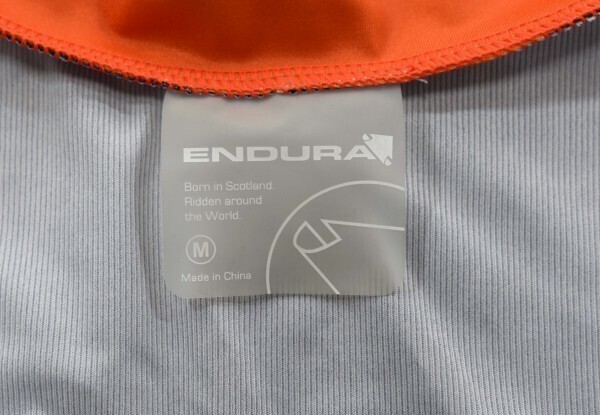 ENDURA
Born in Scotland.
Ridden around
the World.
M
Made in China